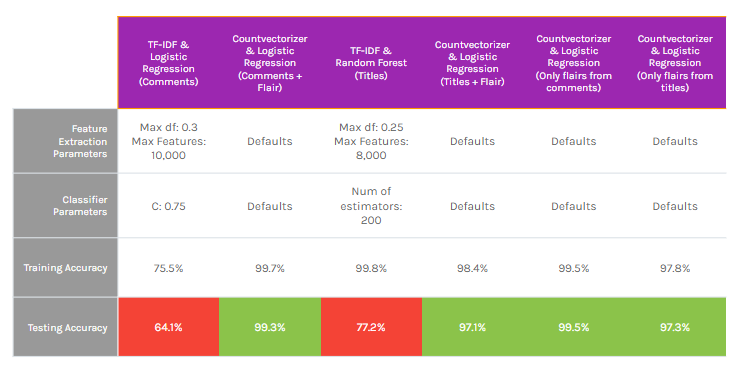 TF-IDF &
Logistic
Regression
(Comments)
Countvectorizer
& Logistic
Regression
(Comments +
Flair)
TF-IDF &
Random Forest
(Titles)
Countvectorizer
& Logistic
Regression
(Titles + Flair)
Countvectorizer
& Logistic
Regression
(Only flairs from
comments)
Countvectorizer
& Logistic
Regression
(Only flairs from
titles)
Feature
Extraction
Parameters
Max df: 0.3
Max Features:
10,000
Defaults
Max df: 0.25
Max Features:
8,000
Defaults
Defaults
Defaults
Classifier
Parameters
C: 0.75
Defaults
Num of
estimators:
200
Defaults
Defaults
Defaults
Training Accuracy
75.5%
99.7%
99.8%
98.4%
99.5%
97.8%
Testing Accuracy
64.1%
99.3%
77.2%
97.1%
99.5%
97.3%